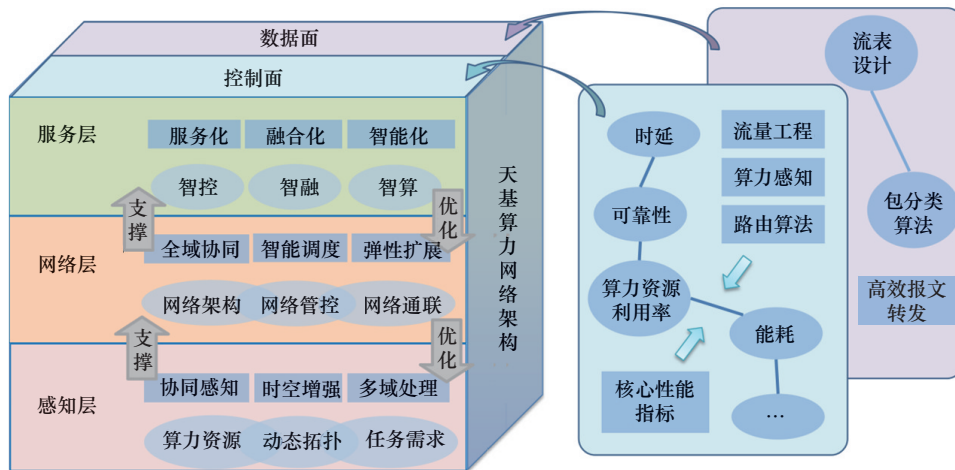 数据面
控制面
服务层
服务化 融合化 智能化
智控 智融 智算
支撑
优化
网络层
全域协同 智能调度 弹性扩展
网络架构 网络管控 网络通联
支撑
优化
感知层
协同感知 时空增强 多域处理
算力资源 动态拓扑 任务需求
天基算力网络架构
时延
可靠性
算力资源
利用率
能耗
…
流量工程
算力感知
路由算法
核心性能
指标
流表
设计
包分类
算法
高效报文
转发